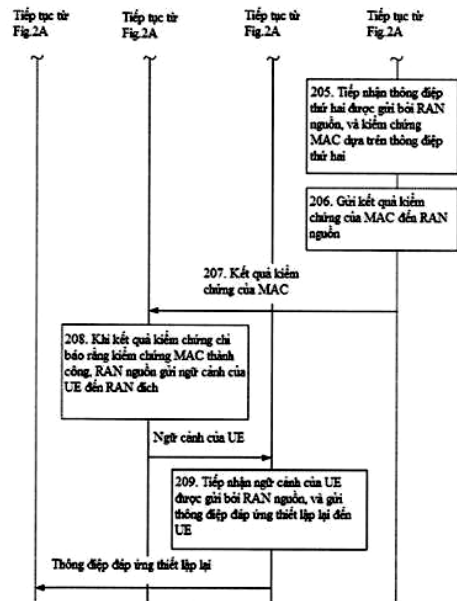 Tiếp tục từ
Fig.2A
Tiếp tục từ
Fig.2A
Tiếp tục từ
Fig.2A
Tiếp tục từ
Fig.2A
205. Tiếp nhận thông điệp
thứ hai được gửi bởi RAN
nguồn, và kiểm chứng
MAC dựa trên thông điệp
thứ hai
206. Gửi kết quả kiểm
chứng của MAC đến RAN
nguồn
207. Kết quả kiểm
chứng của MAC
208. Khi kết quả kiểm chứng chỉ
báo rằng kiểm chứng MAC thành
công, RAN nguồn gửi ngữ cảnh của
UE đến RAN đích
Ngữ cảnh của UE
209. Tiếp nhận ngữ cảnh của UE
được gửi bởi RAN nguồn, và gửi
thông điệp đáp ứng thiết lập lại đến
UE
Thông điệp đáp ứng thiết lập lại